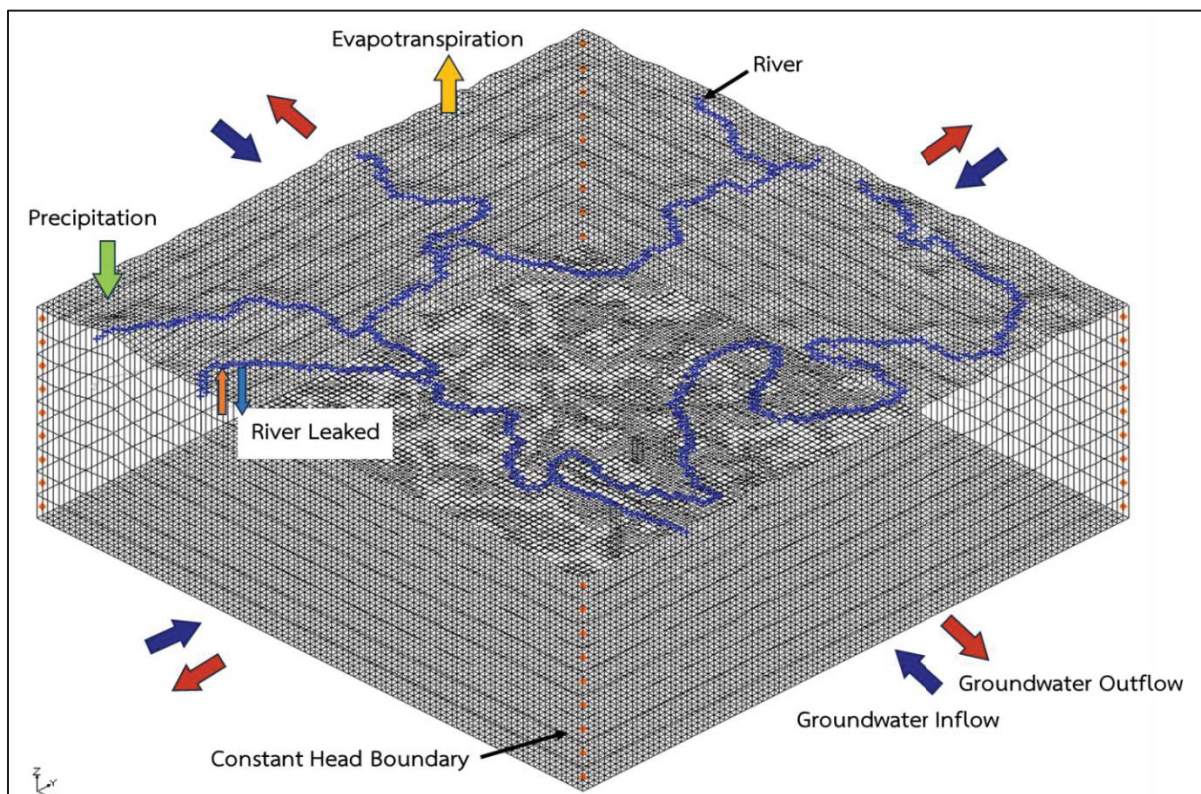 Evapotranspiration
River
Precipitation
River Leaked
Groundwater Outflow
Groundwater Inflow
Constant Head Boundary
Z
Y